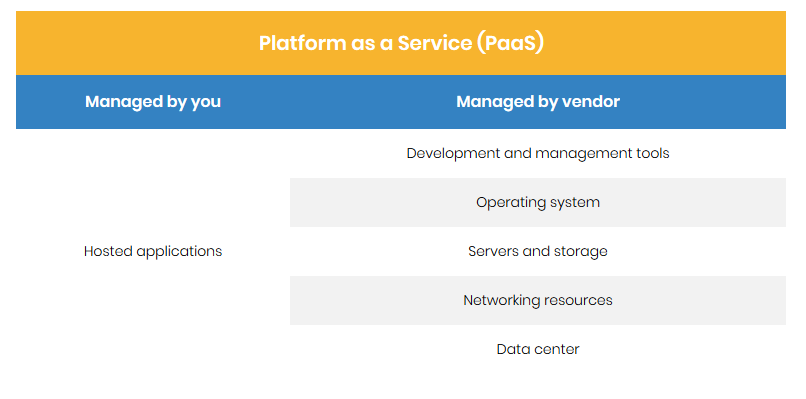 Platform as a Service (PaaS)
Managed by you
Managed by vendor
Development and management tools
Operating system
Hosted applications
Servers and storage
Networking resources
Data center